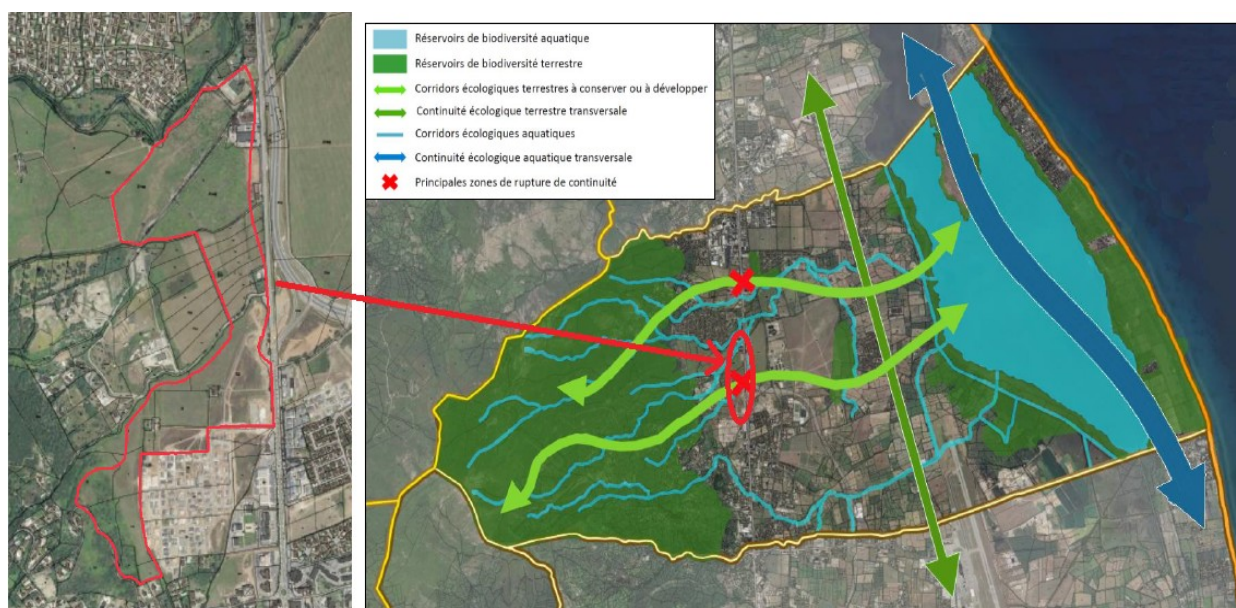 Réservoirs de biodiversité aquatique
Réservoirs de biodiversité terrestre
Corridors écologiques terrestres à conserver ou à développer
Continuité écologique terrestre transversale
Corridors écologiques aquatiques
Continuité écologique aquatique transversale
Principales zones de rupture de continuité